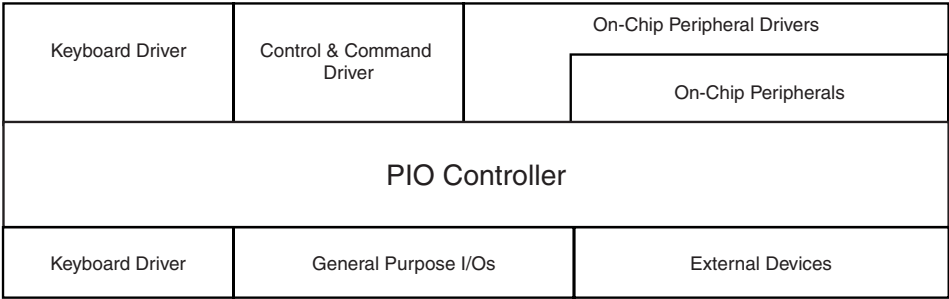 Keyboard Driver
Control & Command
Driver
On-Chip Peripheral Drivers
On-Chip Peripherals
PIO Controller
Keyboard Driver
General Purpose I/Os
External Devices